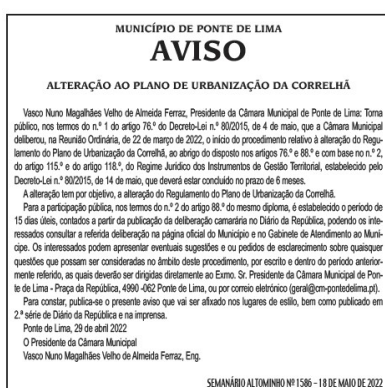 MUNICÍPIO DE PONTE DE LIMA
AVISO
ALTERAÇÃO AO PLANO DE URBANIZAÇÃO DA CORRELHÃ
Vasco Nuno Magalhães Velho de Almeida Ferraz, Presidente da Câmara Municipal de Ponte de Lima: Torna
público, nos termos do n.º 1 do artigo 76.º do Decreto-Lei n.º 80/2015, de 4 de maio, que a Câmara Municipal
deliberou, na Reunião Ordinária, de 22 de março de 2022, o início do procedimento relativo à alteração do Regu-
lamento do Plano de Urbanização da Correlhã, ao abrigo do disposto nos artigos 76.º e 88.º e com base no n.º 2,
do artigo 115.º e do artigo 118.º, do Regime Jurídico dos Instrumentos de Gestão Territorial, estabelecido pelo
Decreto-Lei n.º 80/2015, de 14 de maio, que deverá estar concluído no prazo de 6 meses.
A alteração tem por objetivo, a alteração do Regulamento do Plano de Urbanização da Correlhã.
Para a participação pública, nos termos do n.º 2 do artigo 88.º do mesmo diploma, é estabelecido o período de
15 dias úteis, contados a partir da publicação da deliberação camarária no Diário da República, podendo os inte-
ressados consultar a referida deliberação na página oficial do Município e no Gabinete de Atendimento ao Muní-
cipe. Os interessados podem apresentar eventuais sugestões e ou pedidos de esclarecimento sobre quaisquer
questões que possam ser consideradas no âmbito deste procedimento, por escrito e dentro do período anterior-
mente referido, as quais deverão ser dirigidas diretamente ao Exmo. Sr. Presidente da Câmara Municipal de Pon-
te de Lima - Praça da República, 4990 -062 Ponte de Lima, ou por correio eletrónico (geral@cm-pontedelima.pt).
Para constar, publica-se o presente aviso que vai ser afixado nos lugares de estilo, bem como publicado em
2.ª série de Diário da República e na imprensa.
Ponte de Lima, 29 de abril 2022
O Presidente da Câmara Municipal
Vasco Nuno Magalhães Velho de Almeida Ferraz, Eng.
SEMANÁRIO ALTOMINHO Nº 1586 – 18 DE MAIO DE 2022